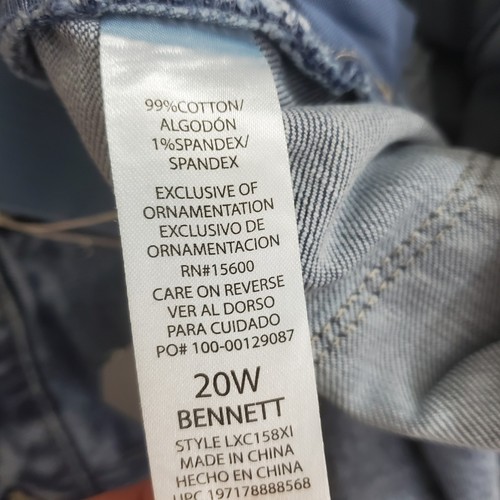 99%COTTON/
ALGODÓN
1%SPANDEX/
SPANDEX
EXCLUSIVE OF
ORNAMENTATION
EXCLUSIVO DE
ORNAMENTACION
RN#15600
CARE ON REVERSE
VER AL DORSO
PARA CUIDADO
PO# 100-00129087
20W
BENNETT
STYLE LXC158XI
MADE IN CHINA
HECHO EN CHINA
UPC 197178888568